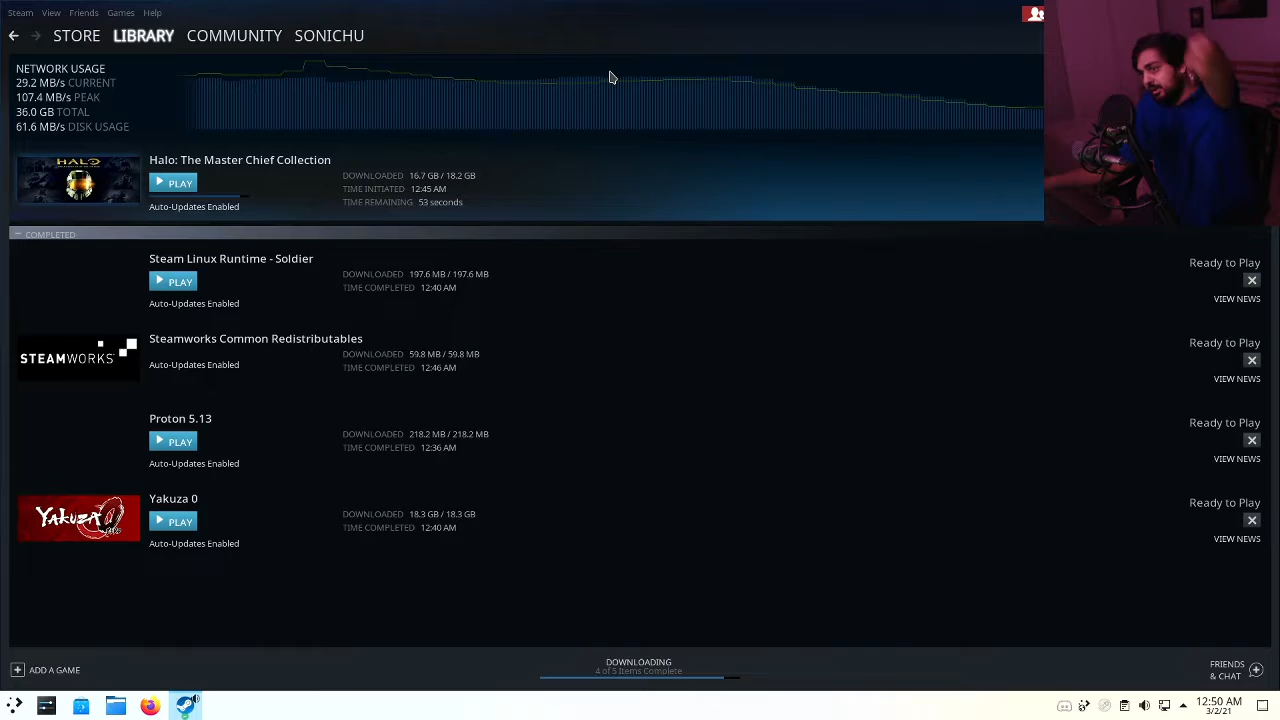 Steam View Friends Games Help
STORE LIBRARY COMMUNITY SONICHU
NETWORK USAGE
29.2 MB/s CURRENT
107.4 MB/s PEAK
36.0 GB TOTAL
61.6 MB/s DISK USAGE
HALO
Halo: The Master Chief Collection
PLAY
Auto-Updates Enabled
DOWNLOADED 16.7 GB / 18.2 GB
TIME INITIATED 12:45 AM
TIME REMAINING 53 seconds
COMPLETED
Steam Linux Runtime - Soldier
PLAY
Auto-Updates Enabled
DOWNLOADED 197.6 MB / 197.6 MB
TIME COMPLETED 12:40 AM
Ready to Play
VIEW NEWS
STEAMWORKS
Steamworks Common Redistributables
Auto-Updates Enabled
DOWNLOADED 59.8 MB / 59.8 MB
TIME COMPLETED 12:46 AM
Ready to Play
VIEW NEWS
Proton 5.13
PLAY
Auto-Updates Enabled
DOWNLOADED 218.2 MB / 218.2 MB
TIME COMPLETED 12:36 AM
Ready to Play
VIEW NEWS
YAKUZA 0
Yakuza 0
PLAY
Auto-Updates Enabled
DOWNLOADED 18.3 GB / 18.3 GB
TIME COMPLETED 12:40 AM
Ready to Play
VIEW NEWS
ADD A GAME
DOWNLOADING
4 of 5 Items Complete
FRIENDS
& CHAT
12:50 AM
3/2/21